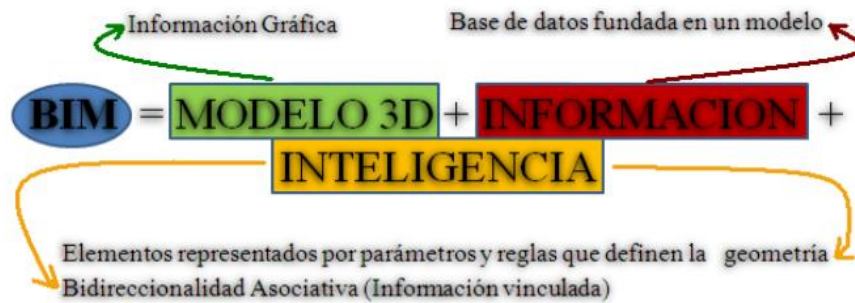 Información Gráfica
Base de datos fundada en un modelo
BIM = MODELO 3D + INFORMACION +
INTELIGENCIA
Elementos representados por parámetros y reglas que definen la geometría
Bidireccionalidad Asociativa (Información vinculada)